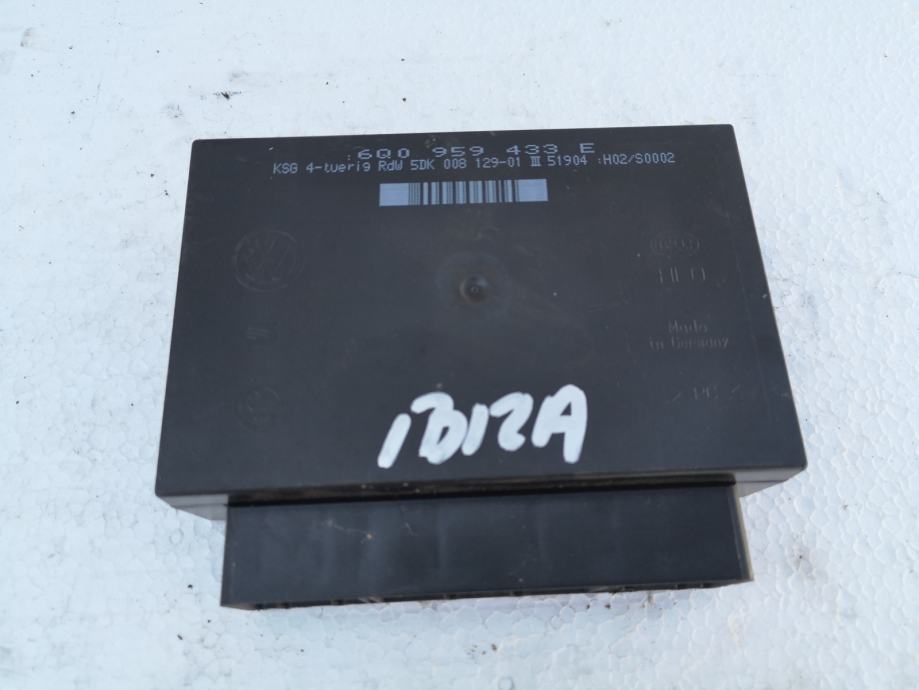 :6Q0 959 433 E
KSG 4-tuerig RdW 5DK 008 129-01 III 51904 :H02/S0002
Made
in Germany
IBIZA